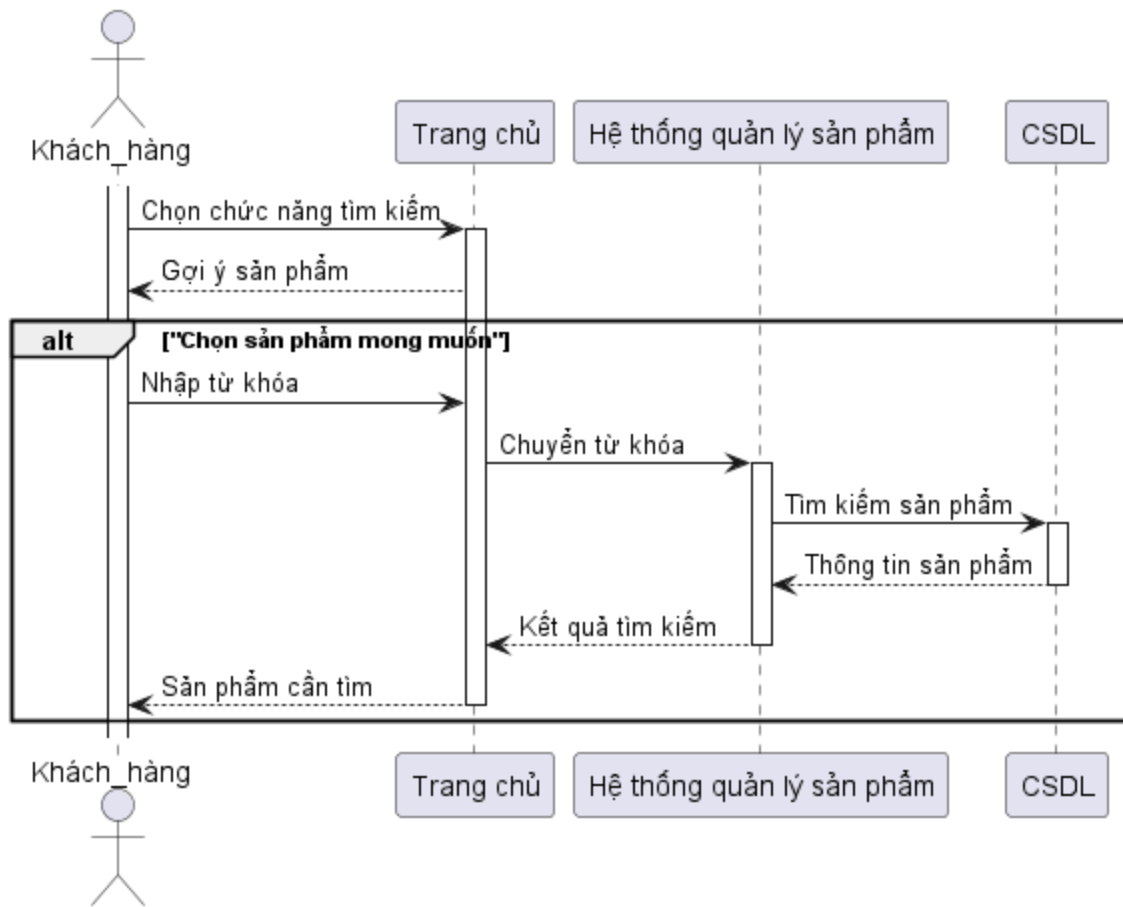 Khách_hàng
Trang chủ
Hệ thống quản lý sản phẩm
CSDL
Chọn chức năng tìm kiếm
Gợi ý sản phẩm
alt
["Chọn sản phẩm mong muốn"]
Nhập từ khóa
Chuyển từ khóa
Tìm kiếm sản phẩm
Thông tin sản phẩm
Kết quả tìm kiếm
Sản phẩm cần tìm
Khách_hàng
Trang chủ
Hệ thống quản lý sản phẩm
CSDL